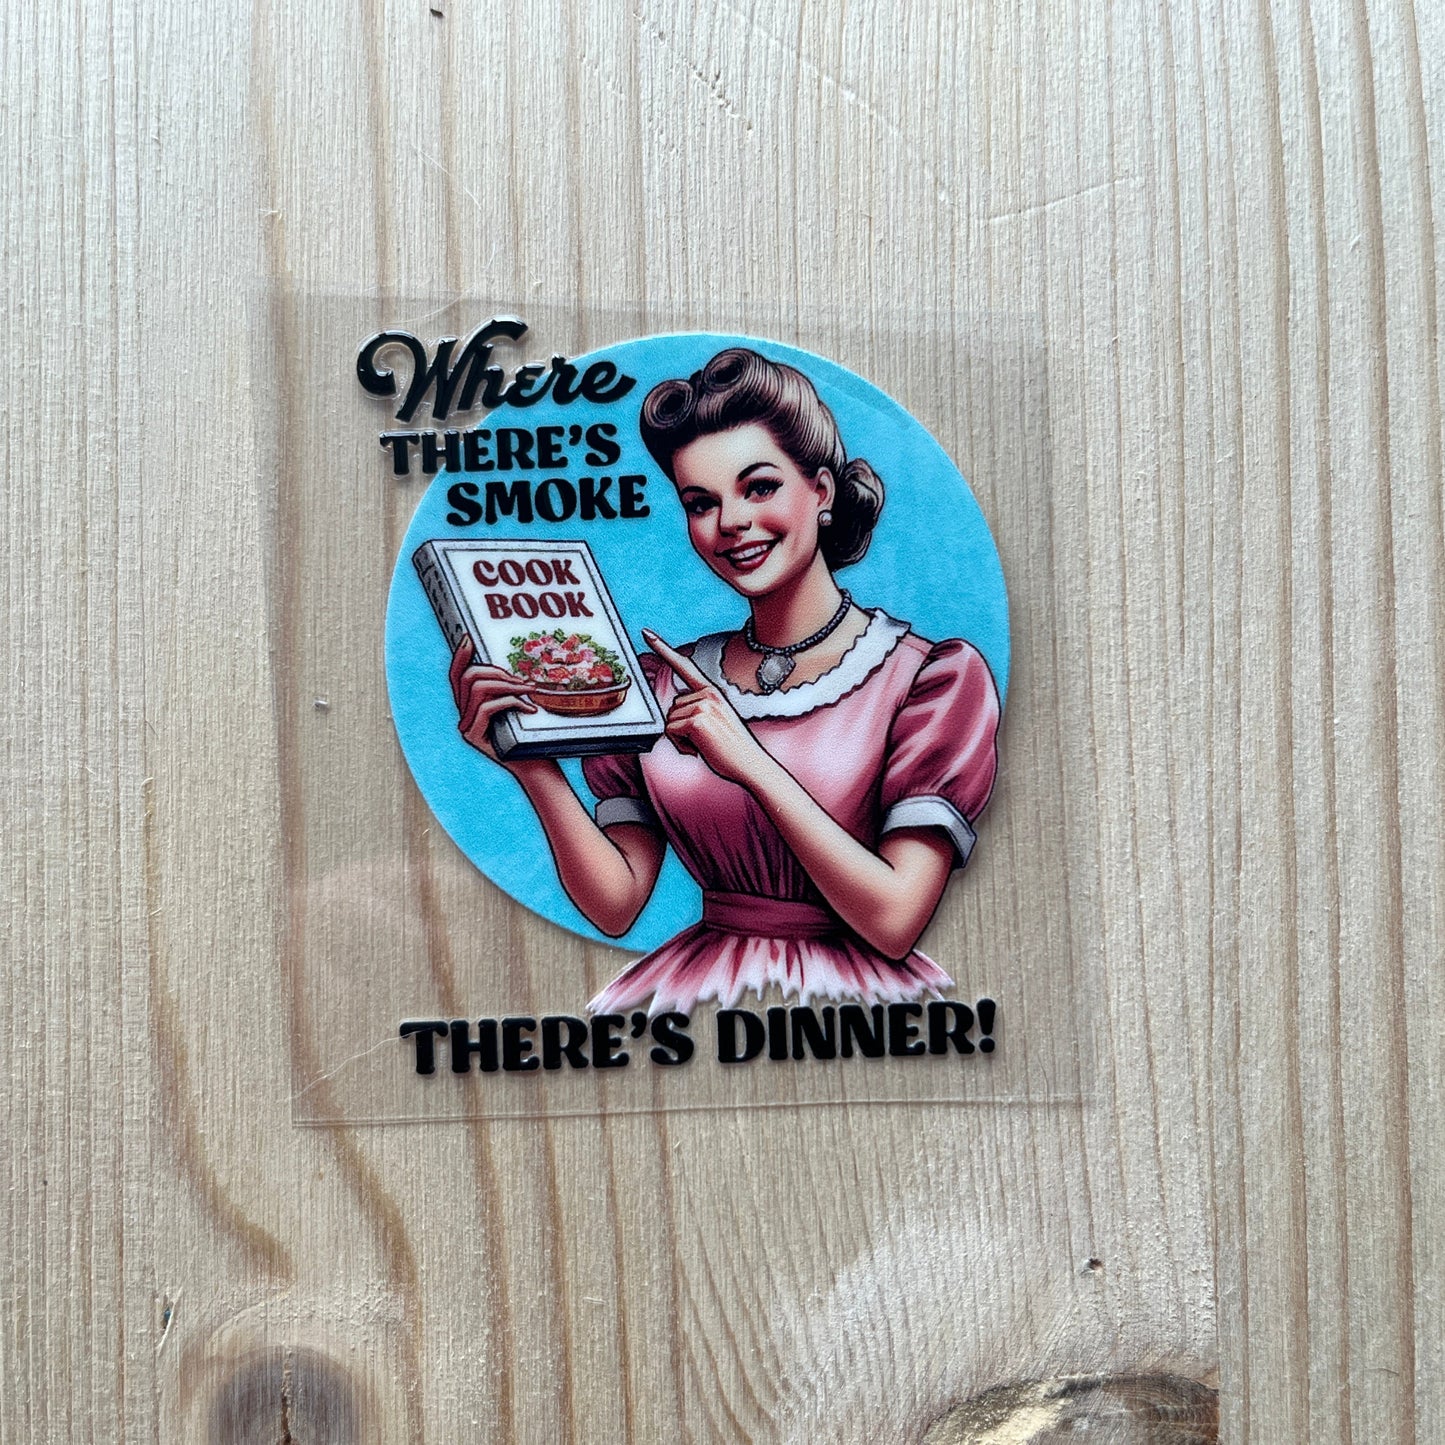 Where
THERE'S
SMOKE
COOK
BOOK
THERE'S DINNER!